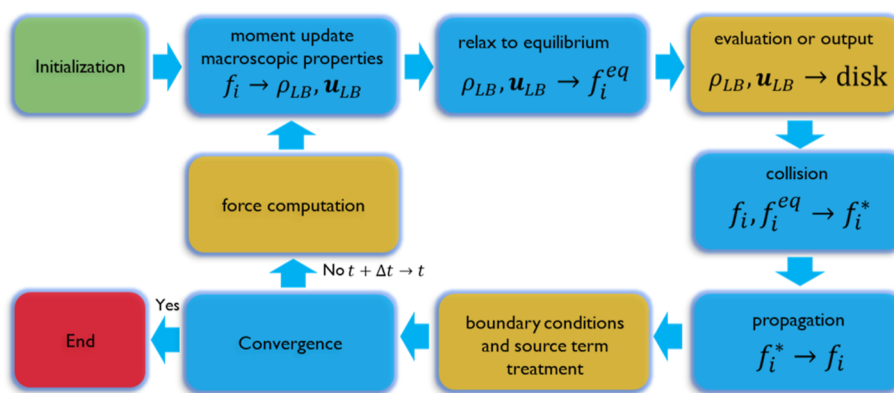 Initialization
moment update
macroscopic properties
f_i → ρ_LB, u_LB
relax to equilibrium
ρ_LB, u_LB → f_i^eq
evaluation or output
ρ_LB, u_LB → disk
collision
f_i, f_i^eq → f_i^*
propagation
f_i^* → f_i
boundary conditions
and source term
treatment
Convergence
No t + Δt → t
force computation
Yes
End